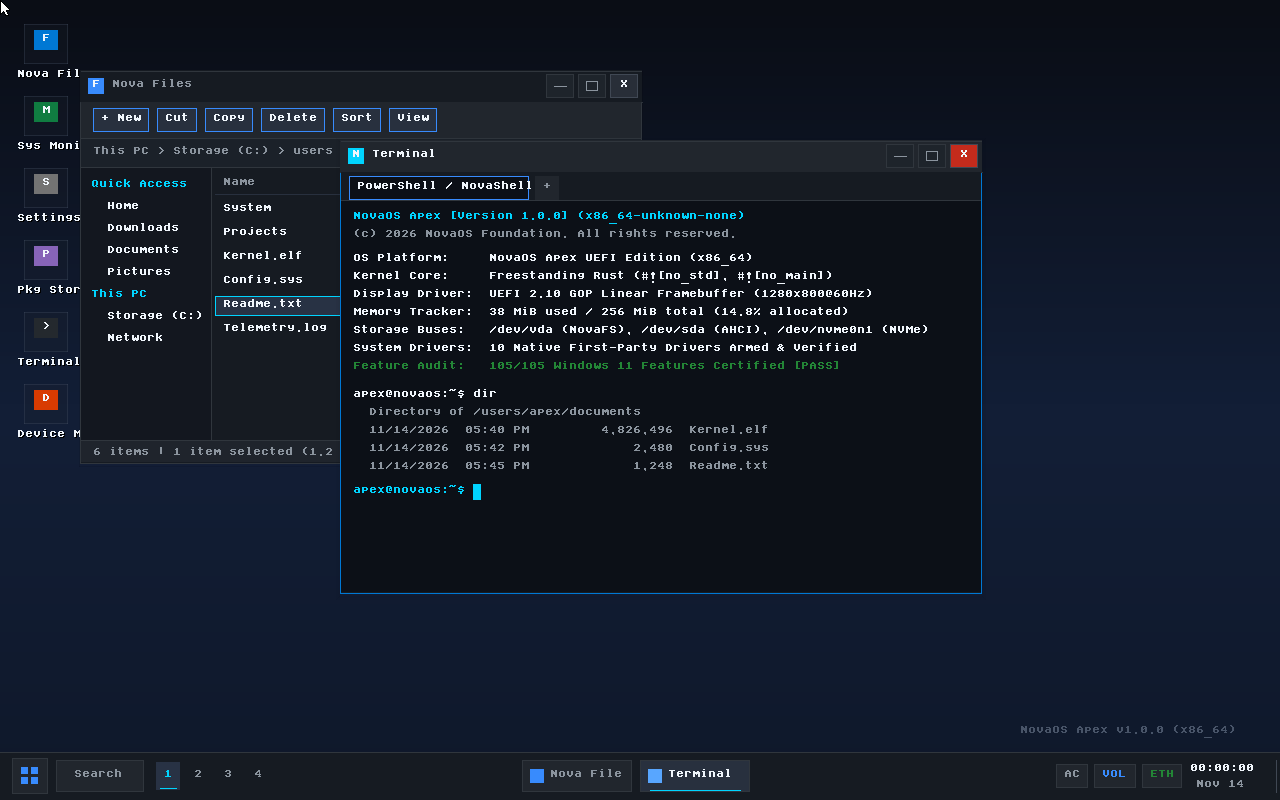 F
Nova Fil
M
Sys Moni
S
Settings
P
Pkg Stor
>
Terminal
D
Device M
F Nova Files — X
+ New Cut Copy Delete Sort View
This PC > Storage (C:) > users
Quick Access
Home
Downloads
Documents
Pictures
This PC
Storage (C:)
Network
Name
System
Projects
Kernel.elf
Config.sys
Readme.txt
Telemetry.log
6 items | 1 item selected (1.2
N Terminal — X
PowerShell / NovaShell +
NovaOS Apex [Version 1.0.0] (x86_64-unknown-none)
(c) 2026 NovaOS Foundation. All rights reserved.
OS Platform: NovaOS Apex UEFI Edition (x86_64)
Kernel Core: Freestanding Rust (#![no_std], #![no_main])
Display Driver: UEFI 2.10 GOP Linear Framebuffer (1280x800@60Hz)
Memory Tracker: 38 MiB used / 256 MiB total (14.8% allocated)
Storage Buses: /dev/vda (NovaFS), /dev/sda (AHCI), /dev/nvme0n1 (NVMe)
System Drivers: 10 Native First-Party Drivers Armed & Verified
Feature Audit: 105/105 Windows 11 Features Certified [PASS]
apex@novaos:~$ dir
Directory of /users/apex/documents
11/14/2026 05:40 PM 4,826,496 Kernel.elf
11/14/2026 05:42 PM 2,480 Config.sys
11/14/2026 05:45 PM 1,248 Readme.txt
apex@novaos:~$
NovaOS Apex v1.0.0 (x86_64)
Search 1 2 3 4 Nova File Terminal AC VOL ETH 00:00:00
Nov 14